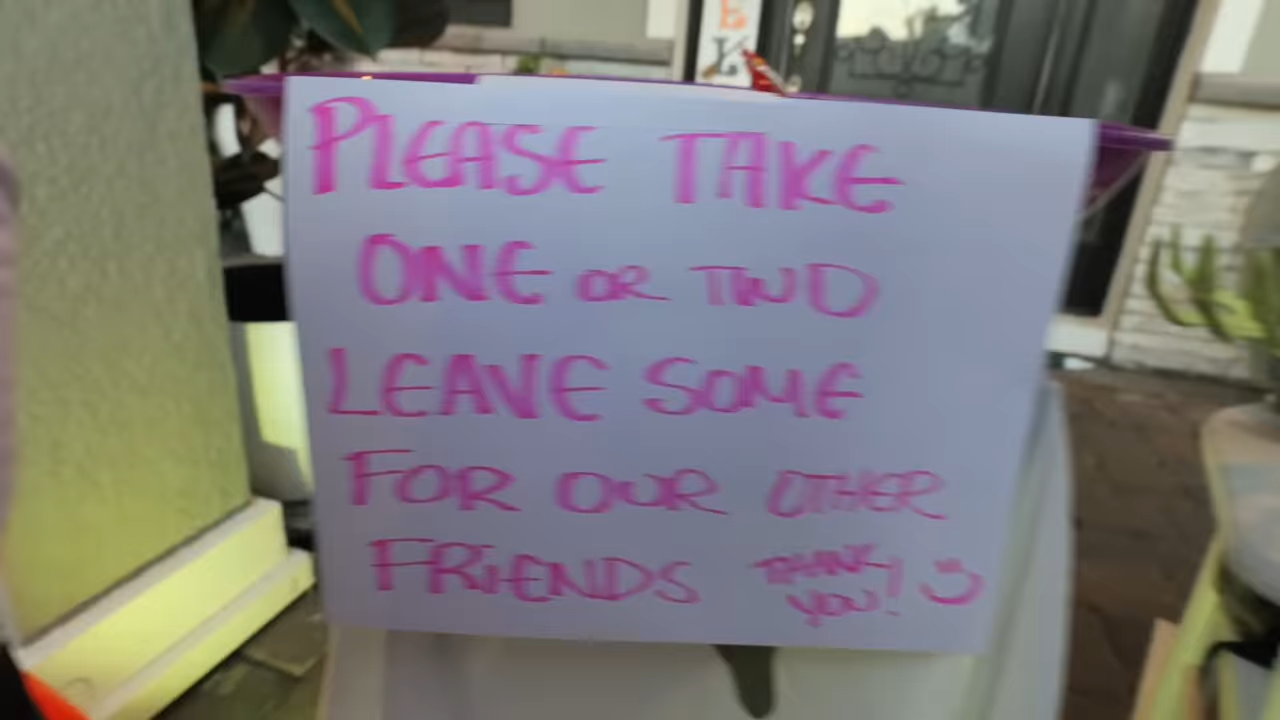 PLEASE TAKE
ONE OR TWO
LEAVE SOME
FOR OUR OTHER
FRIENDS THANK YOU! :)